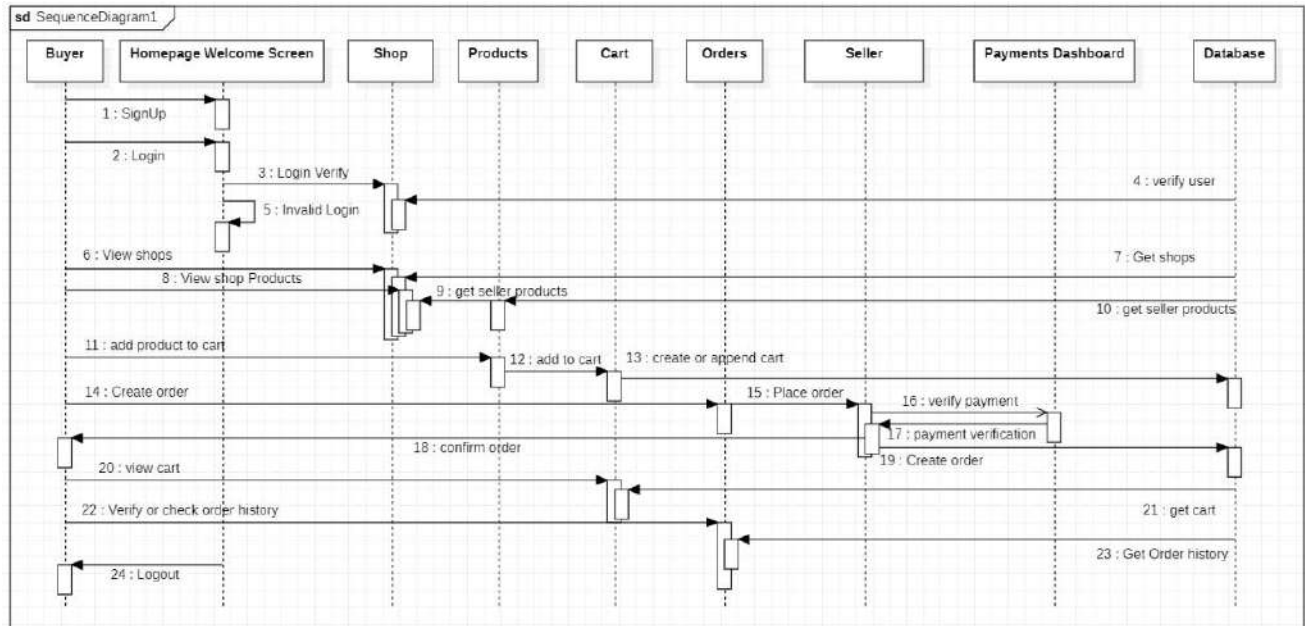 sd SequenceDiagram1
Buyer
Homepage Welcome Screen
Shop
Products
Cart
Orders
Seller
Payments Dashboard
Database
1 : SignUp
2 : Login
3 : Login Verify
4 : verify user
5 : Invalid Login
6 : View shops
7 : Get shops
8 : View shop Products
9 : get seller products
10 : get seller products
11 : add product to cart
12 : add to cart
13 : create or append cart
14 : Create order
15 : Place order
16 : verify payment
17 : payment verification
18 : confirm order
19 : Create order
20 : view cart
21 : get cart
22 : Verify or check order history
23 : Get Order history
24 : Logout